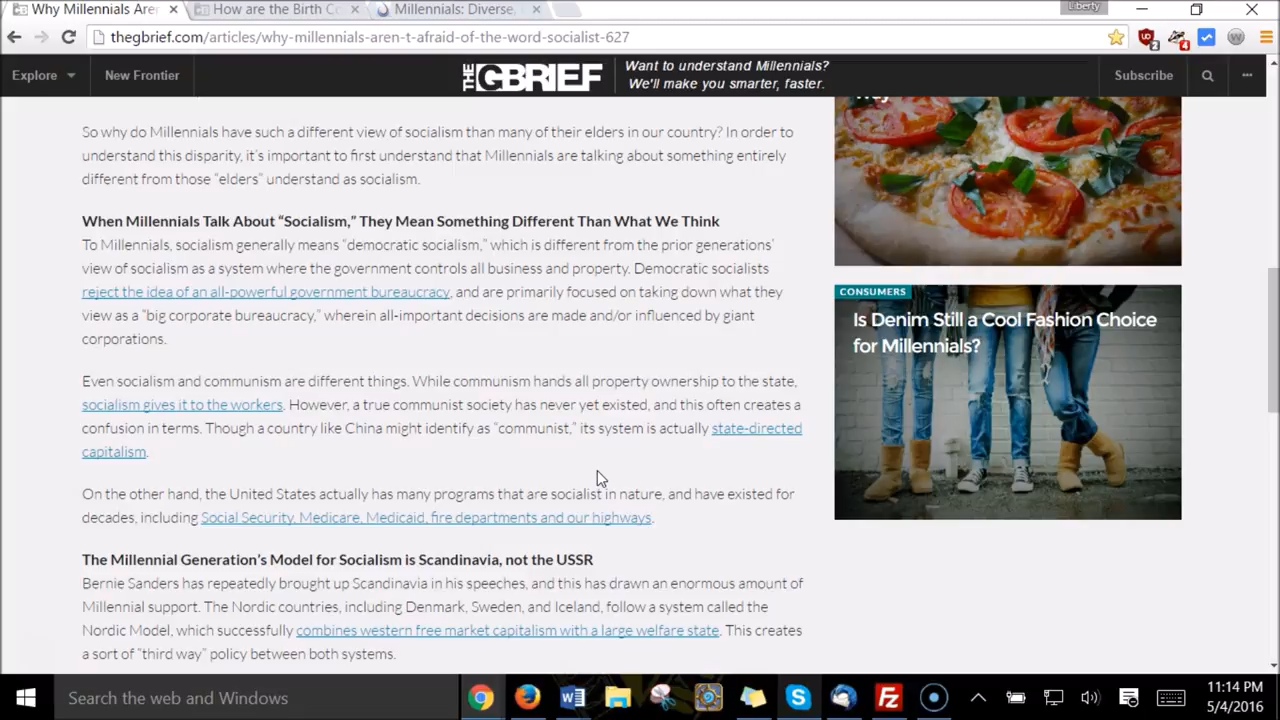 Why Millennials Aren
How are the Birth Co
Millennials: Diverse,
Liberty
thegbrief.com/articles/why-millennials-aren-t-afraid-of-the-word-socialist-627
2
4
Explore
New Frontier
THE GBRIEF
Want to understand Millennials?
We'll make you smarter, faster.
Subscribe
So why do Millennials have such a different view of socialism than many of their elders in our country? In order to
understand this disparity, it's important to first understand that Millennials are talking about something entirely
different from those “elders” understand as socialism.
When Millennials Talk About “Socialism,” They Mean Something Different Than What We Think
To Millennials, socialism generally means “democratic socialism,” which is different from the prior generations’
view of socialism as a system where the government controls all business and property. Democratic socialists
reject the idea of an all-powerful government bureaucracy, and are primarily focused on taking down what they
view as a “big corporate bureaucracy,” wherein all-important decisions are made and/or influenced by giant
corporations.
Even socialism and communism are different things. While communism hands all property ownership to the state,
socialism gives it to the workers. However, a true communist society has never yet existed, and this often creates a
confusion in terms. Though a country like China might identify as “communist,” its system is actually state-directed
capitalism.
On the other hand, the United States actually has many programs that are socialist in nature, and have existed for
decades, including Social Security, Medicare, Medicaid, fire departments and our highways.
The Millennial Generation’s Model for Socialism is Scandinavia, not the USSR
Bernie Sanders has repeatedly brought up Scandinavia in his speeches, and this has drawn an enormous amount of
Millennial support. The Nordic countries, including Denmark, Sweden, and Iceland, follow a system called the
Nordic Model, which successfully combines western free market capitalism with a large welfare state. This creates
a sort of “third way” policy between both systems.
CONSUMERS
Is Denim Still a Cool Fashion Choice
for Millennials?
Search the web and Windows
11:14 PM
5/4/2016